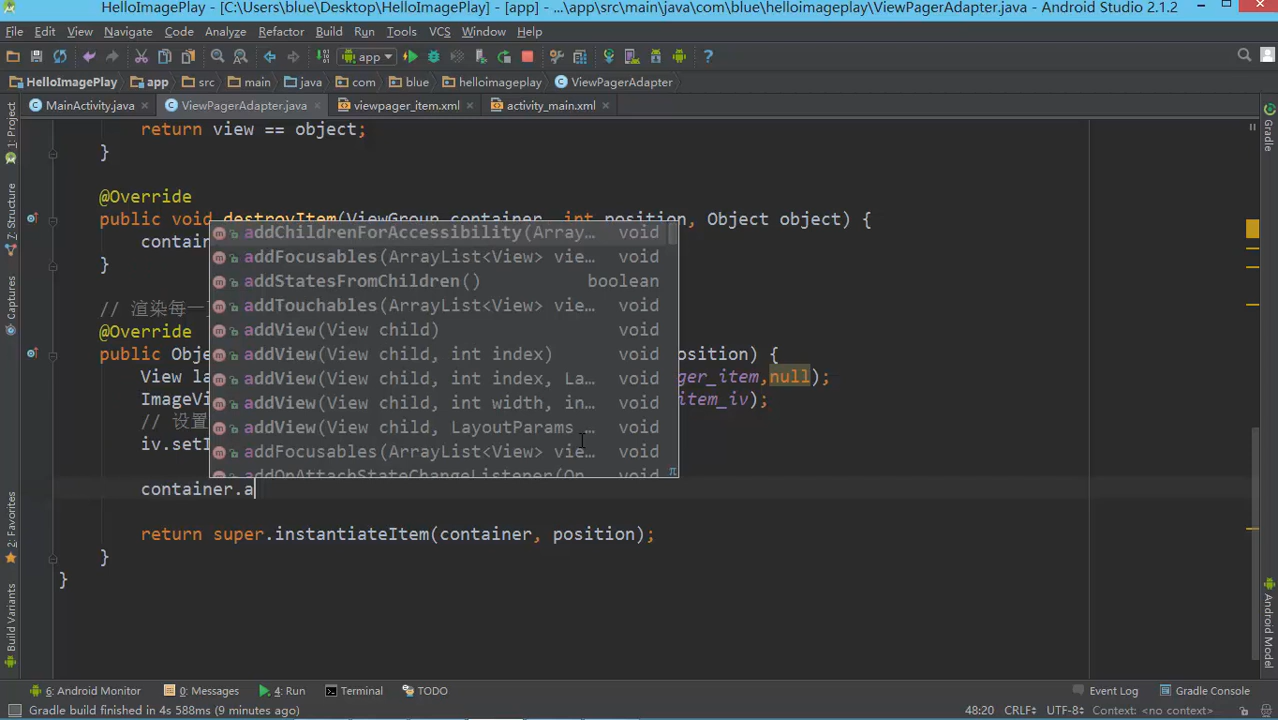 HelloImagePlay - [C:\Users\blue\Desktop\HelloImagePlay] - [app] - ...\app\src\main\java\com\blue\helloimageplay\ViewPagerAdapter.java - Android Studio 2.1.2
File Edit View Navigate Code Analyze Refactor Build Run Tools VCS Window Help
app
HelloImagePlay app src main java com blue helloimageplay ViewPagerAdapter
MainActivity.java ViewPagerAdapter.java viewpager_item.xml activity_main.xml
1: Project
7: Structure
Captures
2: Favorites
Build Variants
return view == object;
}
@Override
public void destroyItem(ViewGroup container, int position, Object object) {
contain
}
// 渲染每一
@Override
public Obje position) {
View la ger_item,null);
ImageVi item_iv);
// 设置
iv.setI
addChildrenForAccessibility(Array… void
addFocusables(ArrayList<View> vie… void
addStatesFromChildren() boolean
addTouchables(ArrayList<View> vie… void
addView(View child) void
addView(View child, int index) void
addView(View child, int index, La… void
addView(View child, int width, in… void
addView(View child, LayoutParams … void
addFocusables(ArrayList<View> vie… void
addOnAttachStateChangeListener(On… void
π
container.a
return super.instantiateItem(container, position);
}
}
Gradle
Android Model
6: Android Monitor 0: Messages 4: Run Terminal TODO Event Log Gradle Console
Gradle build finished in 4s 588ms (9 minutes ago) 48:20 CRLF÷ UTF-8÷ Context: <no context>